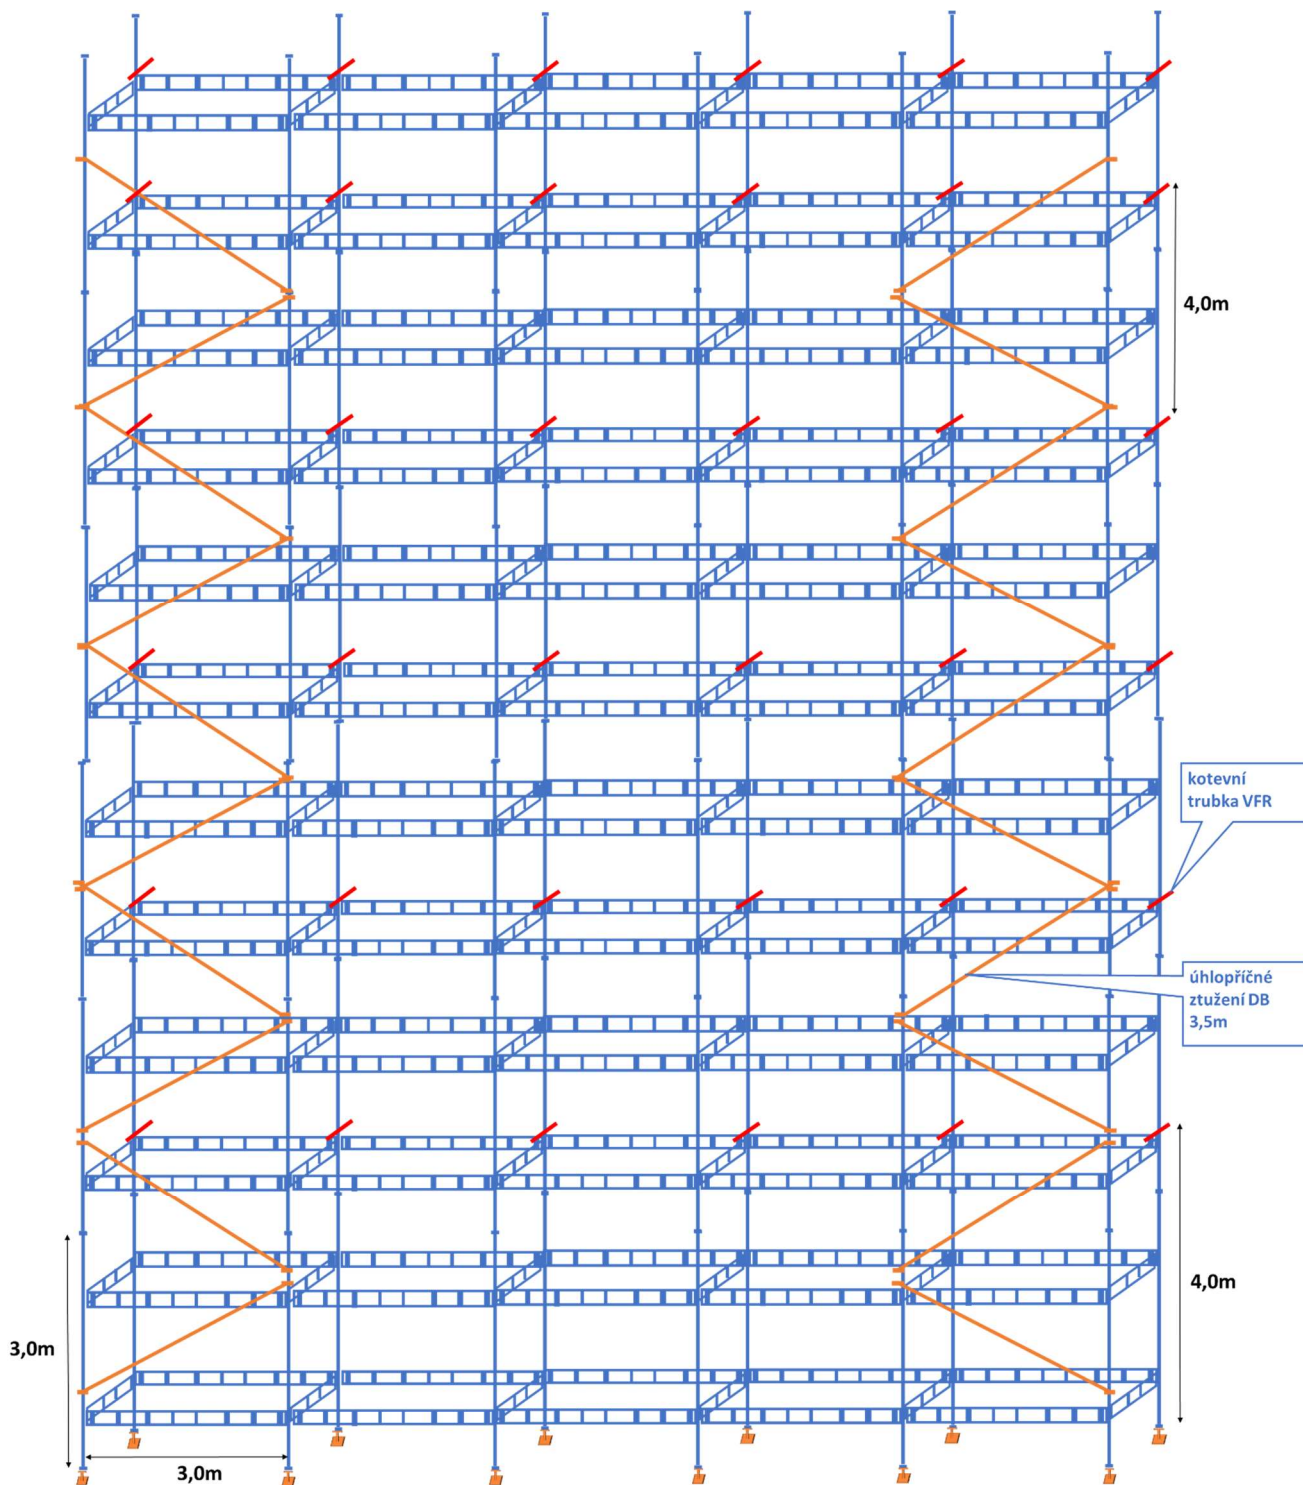 4,0m
kotevní
trubka VFR
úhlopříčné
ztužení DB
3,5m
4,0m
3,0m
3,0m